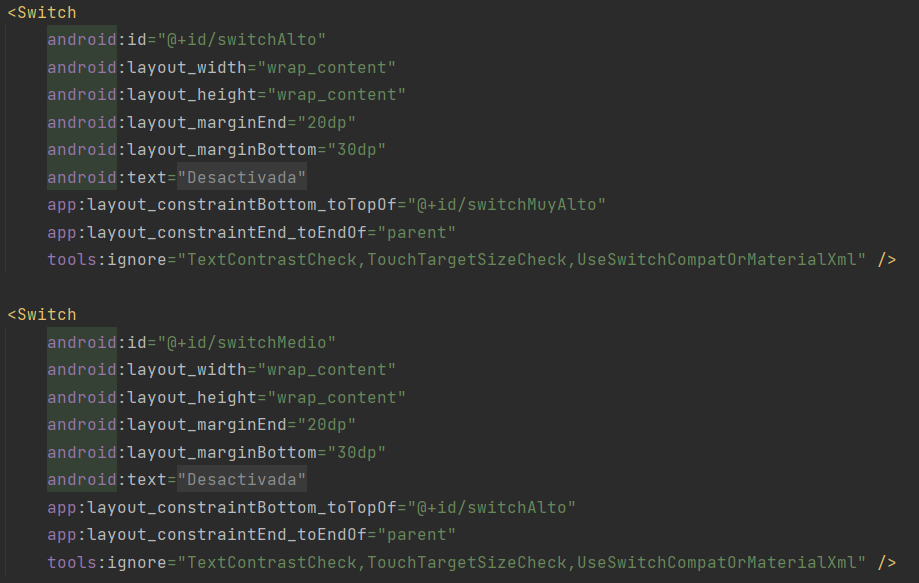 <Switch
android:id="@+id/switchAlto"
android:layout_width="wrap_content"
android:layout_height="wrap_content"
android:layout_marginEnd="20dp"
android:layout_marginBottom="30dp"
android:text="Desactivada"
app:layout_constraintBottom_toTopOf="@+id/switchMuyAlto"
app:layout_constraintEnd_toEndOf="parent"
tools:ignore="TextContrastCheck,TouchTargetSizeCheck,UseSwitchCompatOrMaterialXml" />
<Switch
android:id="@+id/switchMedio"
android:layout_width="wrap_content"
android:layout_height="wrap_content"
android:layout_marginEnd="20dp"
android:layout_marginBottom="30dp"
android:text="Desactivada"
app:layout_constraintBottom_toTopOf="@+id/switchAlto"
app:layout_constraintEnd_toEndOf="parent"
tools:ignore="TextContrastCheck,TouchTargetSizeCheck,UseSwitchCompatOrMaterialXml" />